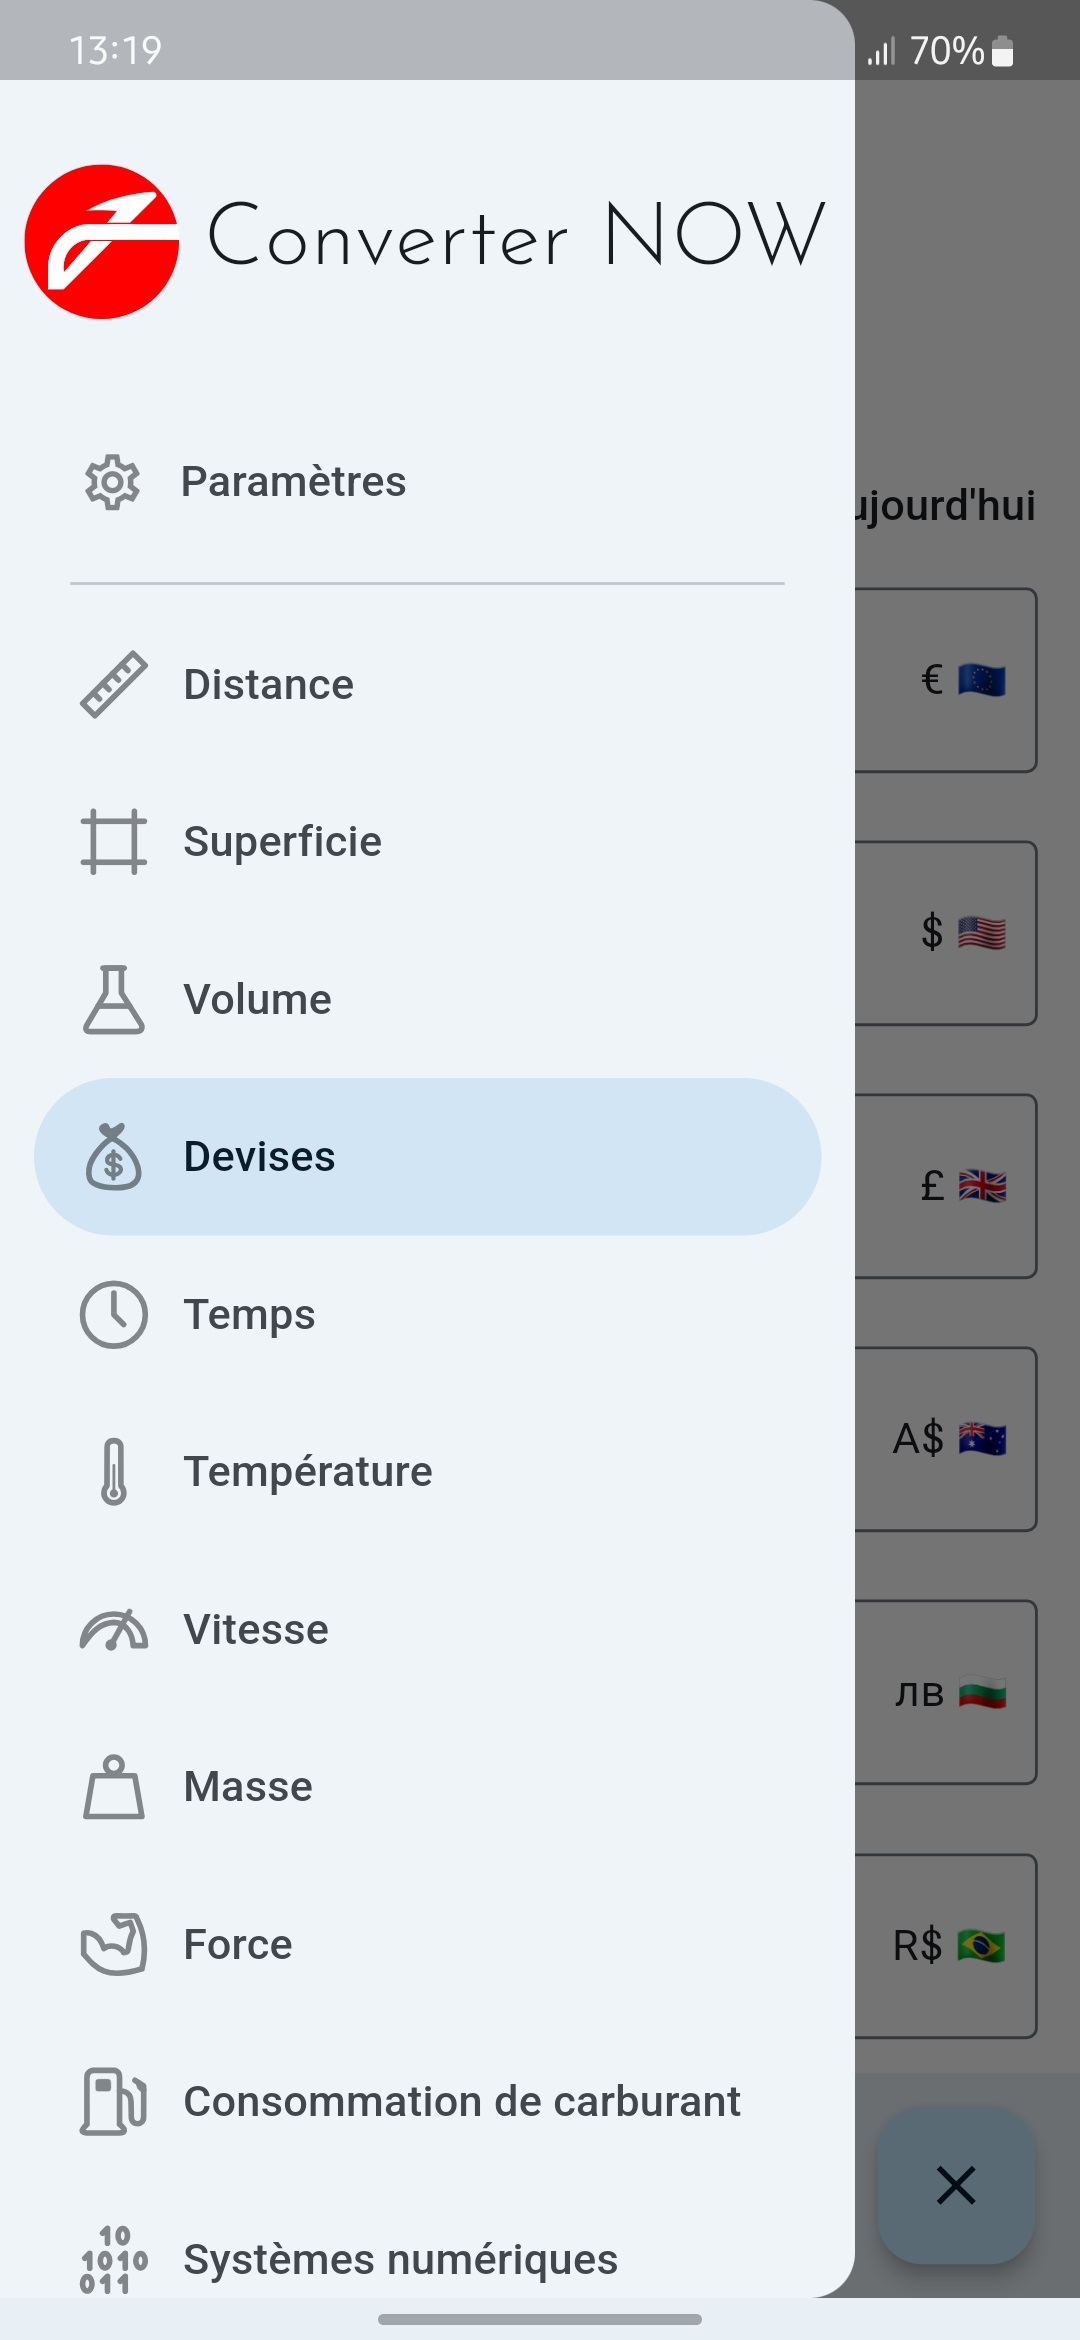 13:19
70%
Converter NOW
Paramètres
ujourd'hui
Distance
€
Superficie
$
Volume
Devises
$
£
Temps
A$
Température
Vitesse
лв
Masse
Force
R$
Consommation de carburant
10
1010
011
Systèmes numériques